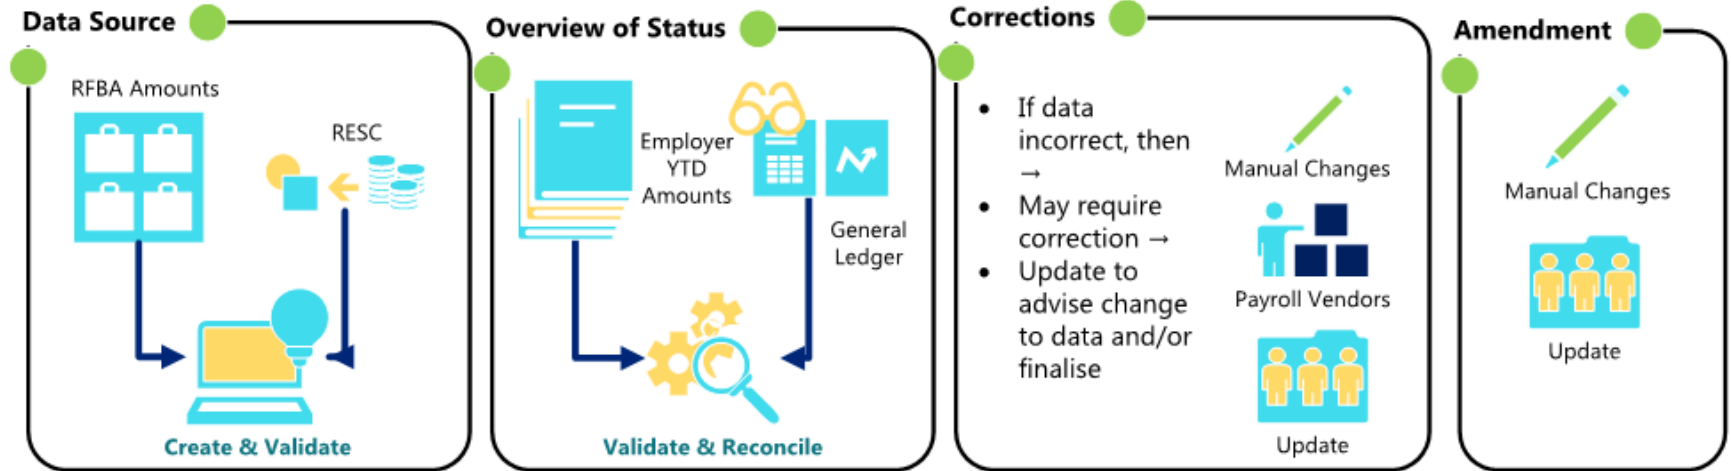 Data Source
RFBA Amounts
RESC
Create & Validate
Overview of Status
Employer
YTD
Amounts
General
Ledger
Validate & Reconcile
Corrections
• If data
incorrect, then
→
• May require
correction →
• Update to
advise change
to data and/or
finalise
Manual Changes
Payroll Vendors
Update
Amendment
Manual Changes
Update